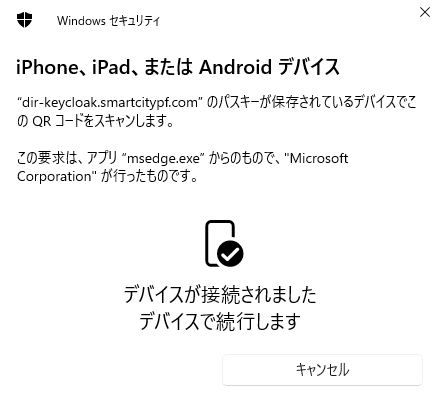 Windows セキュリティ
iPhone、iPad、または Android デバイス
“dir-keycloak.smartcitypf.com” のパスキーが保存されているデバイスでこ
の QR コードをスキャンします。
この要求は、アプリ “msedge.exe” からのもので、"Microsoft
Corporation" が行ったものです。
デバイスが接続されました
デバイスで続行します
キャンセル